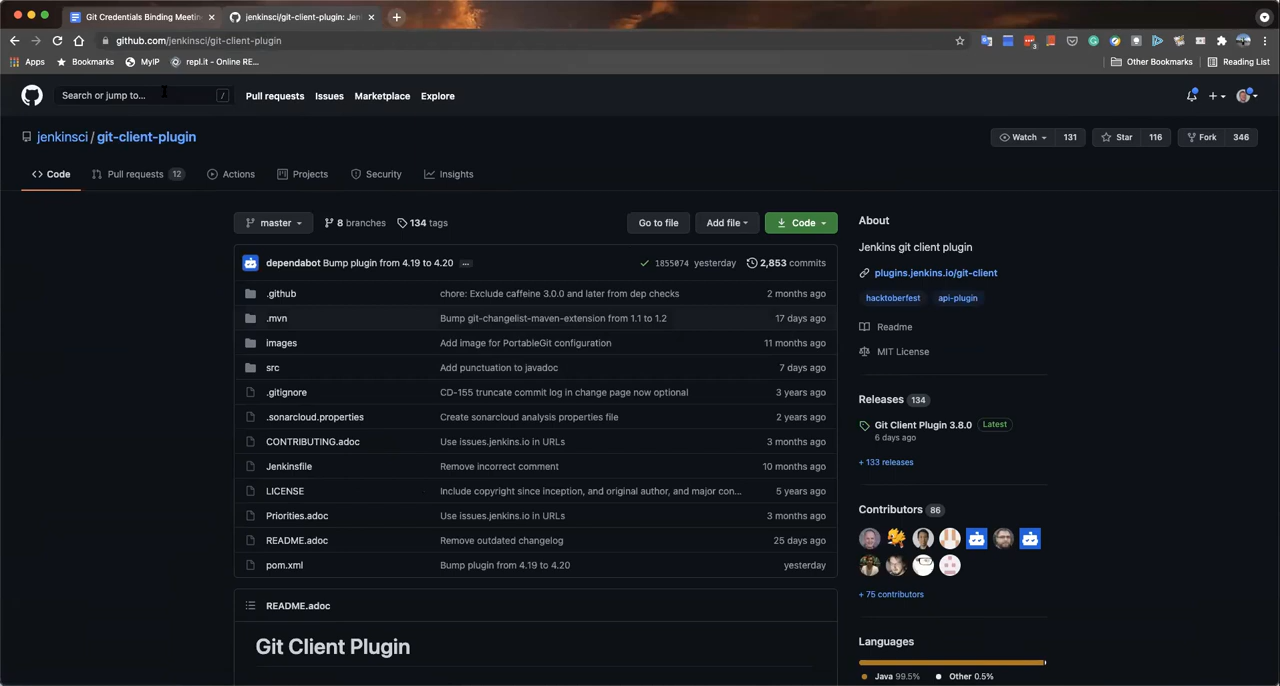 Git Credentials Binding Meetin
jenkinsci/git-client-plugin: Jen
github.com/jenkinsci/git-client-plugin
3
Apps Bookmarks MyIP repl.it - Online RE... Other Bookmarks Reading List
Search or jump to... / Pull requests Issues Marketplace Explore
jenkinsci / git-client-plugin Watch 131 Star 116 Fork 346
<> Code Pull requests 12 Actions Projects Security Insights
master 8 branches 134 tags Go to file Add file Code
dependabot Bump plugin from 4.19 to 4.20 ... 1855074 yesterday 2,853 commits
.github chore: Exclude caffeine 3.0.0 and later from dep checks 2 months ago
.mvn Bump git-changelist-maven-extension from 1.1 to 1.2 17 days ago
images Add image for PortableGit configuration 11 months ago
src Add punctuation to javadoc 7 days ago
.gitignore CD-155 truncate commit log in change page now optional 3 years ago
.sonarcloud.properties Create sonarcloud analysis properties file 2 years ago
CONTRIBUTING.adoc Use issues.jenkins.io in URLs 3 months ago
Jenkinsfile Remove incorrect comment 10 months ago
LICENSE Include copyright since inception, and original author, and major con... 5 years ago
Priorities.adoc Use issues.jenkins.io in URLs 3 months ago
README.adoc Remove outdated changelog 25 days ago
pom.xml Bump plugin from 4.19 to 4.20 yesterday
README.adoc
Git Client Plugin
About
Jenkins git client plugin
plugins.jenkins.io/git-client
hacktoberfest api-plugin
Readme
MIT License
Releases 134
Git Client Plugin 3.8.0 Latest
6 days ago
+ 133 releases
Contributors 86
+ 75 contributors
Languages
Java 99.5% Other 0.5%